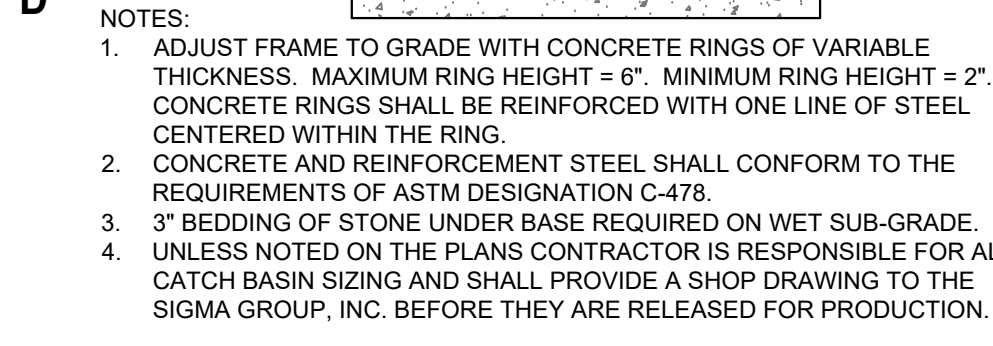 D
NOTES:
1. ADJUST FRAME TO GRADE WITH CONCRETE RINGS OF VARIABLE
THICKNESS. MAXIMUM RING HEIGHT = 6". MINIMUM RING HEIGHT = 2".
CONCRETE RINGS SHALL BE REINFORCED WITH ONE LINE OF STEEL
CENTERED WITHIN THE RING.
2. CONCRETE AND REINFORCEMENT STEEL SHALL CONFORM TO THE
REQUIREMENTS OF ASTM DESIGNATION C-478.
3. 3" BEDDING OF STONE UNDER BASE REQUIRED ON WET SUB-GRADE.
4. UNLESS NOTED ON THE PLANS CONTRACTOR IS RESPONSIBLE FOR
CATCH BASIN SIZING AND SHALL PROVIDE A SHOP DRAWING TO THE
SIGMA GROUP, INC. BEFORE THEY ARE RELEASED FOR PRODUCTION.